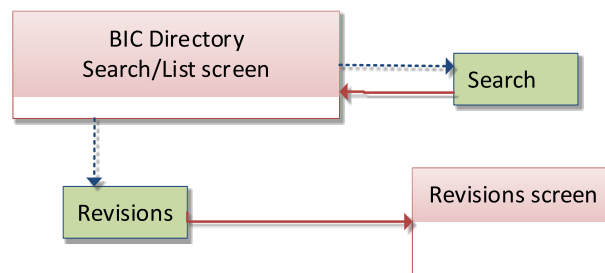 BIC Directory
Search/List screen
Search
Revisions
Revisions screen